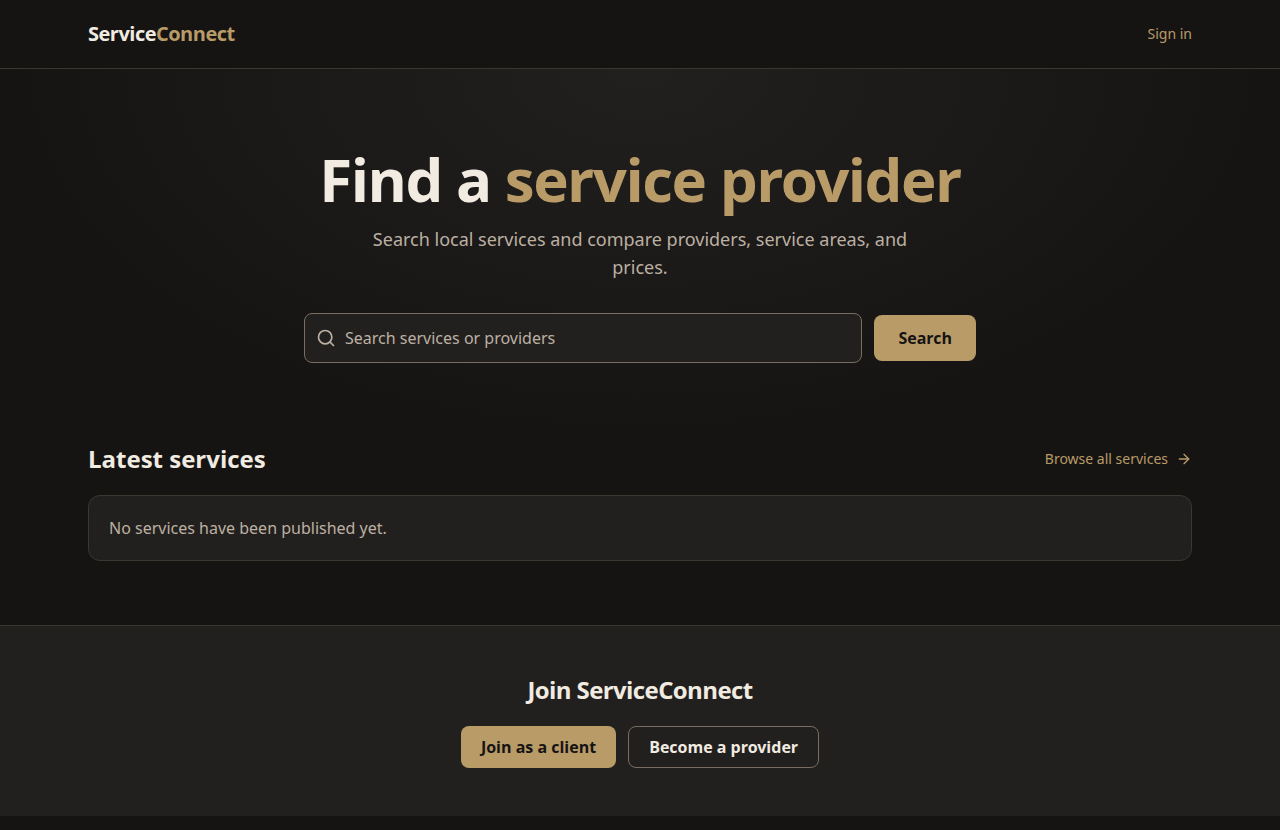 ServiceConnect
Sign in
Find a service provider
Search local services and compare providers, service areas, and
prices.
Search services or providers
Search
Latest services
Browse all services
No services have been published yet.
Join ServiceConnect
Join as a client
Become a provider